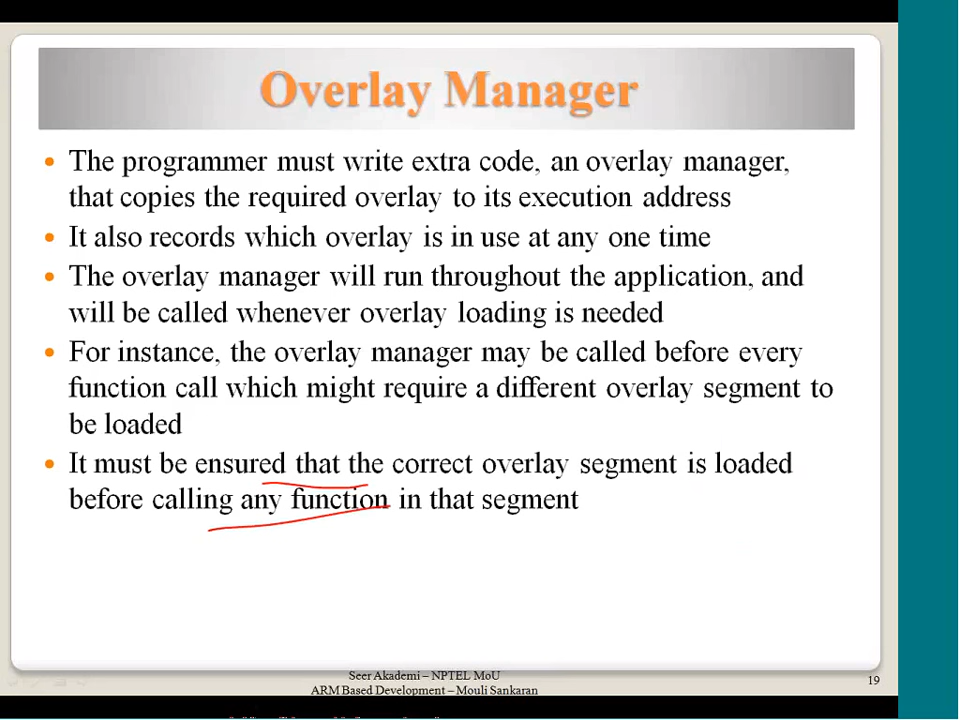 Overlay Manager
• The programmer must write extra code, an overlay manager,
that copies the required overlay to its execution address
• It also records which overlay is in use at any one time
• The overlay manager will run throughout the application, and
will be called whenever overlay loading is needed
• For instance, the overlay manager may be called before every
function call which might require a different overlay segment to
be loaded
• It must be ensured that the correct overlay segment is loaded
before calling any function in that segment
Seer Akademi – NPTEL MoU
ARM Based Development – Mouli Sankaran
19